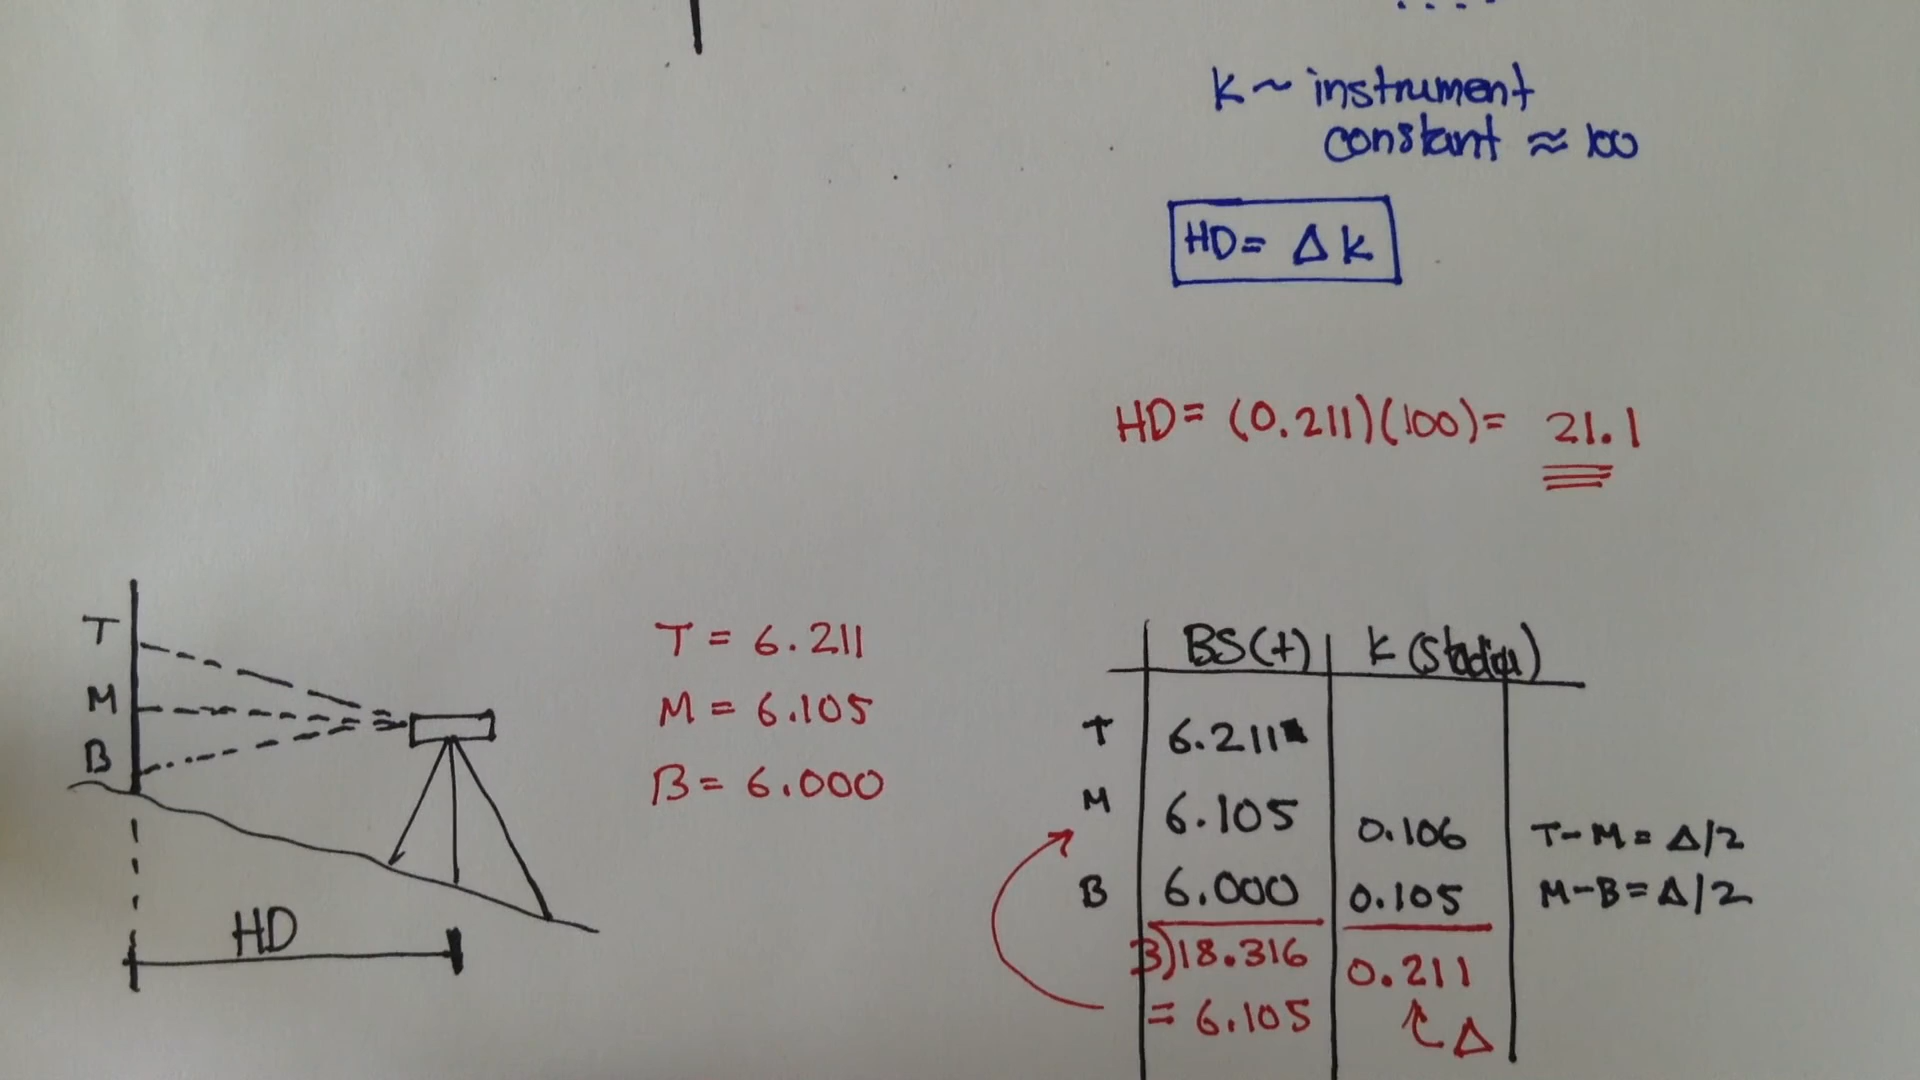 K ~ instrument
constant ≈ 100
HD = Δ K
HD = (0.211)(100) = 21.1
T
M
B
HD
T = 6.211
M = 6.105
B = 6.000
BS(+) K (Stadia)
T 6.211
M 6.105 0.106 T-M = Δ/2
B 6.000 0.105 M-B = Δ/2
3)18.316 0.211
= 6.105 Δ